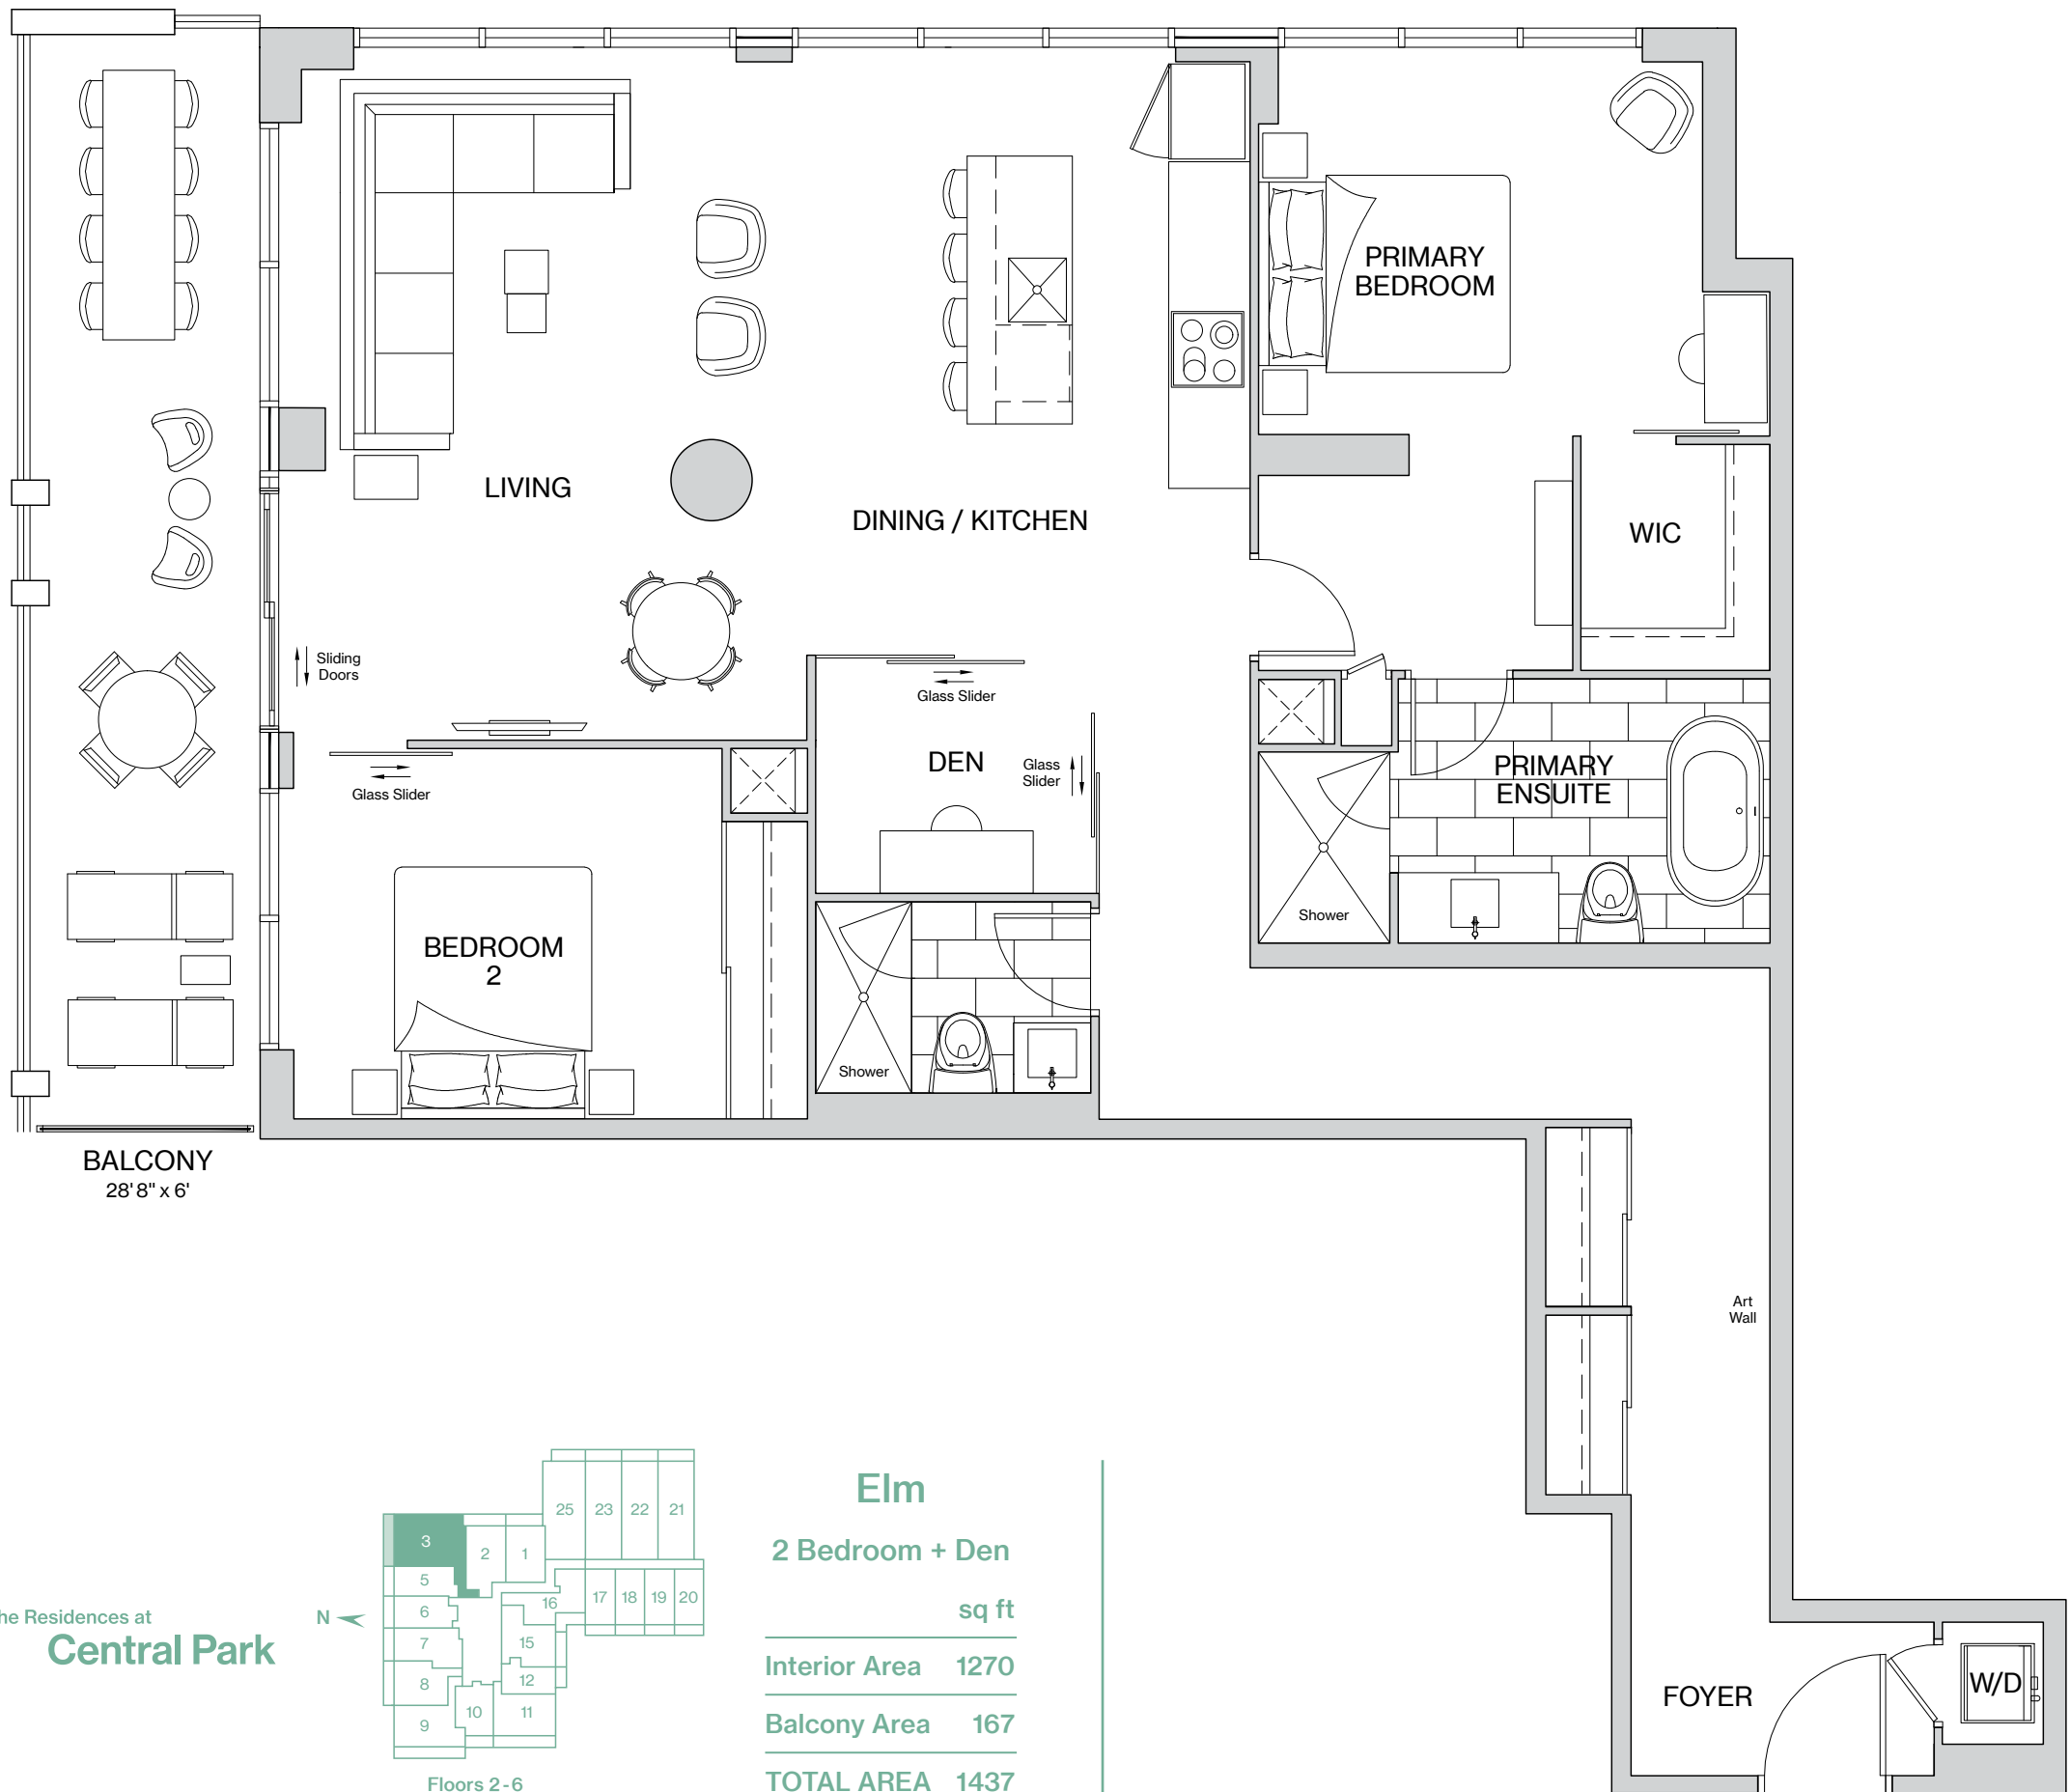 PRIMARY
BEDROOM
LIVING
DINING / KITCHEN
WIC
Sliding
Doors
Glass Slider
Glass Slider
DEN
Glass
Slider
PRIMARY
ENSUITE
Shower
BEDROOM
2
Shower
BALCONY
28' 8" x 6'
Art
Wall
FOYER
W/D
Residences at
Central Park
N
3
2
1
25
23
22
21
5
6
7
8
9
10
11
12
15
16
17
18
19
20
Floors 2 - 6
Elm
2 Bedroom + Den
sq ft
Interior Area 1270
Balcony Area 167
TOTAL AREA 1437